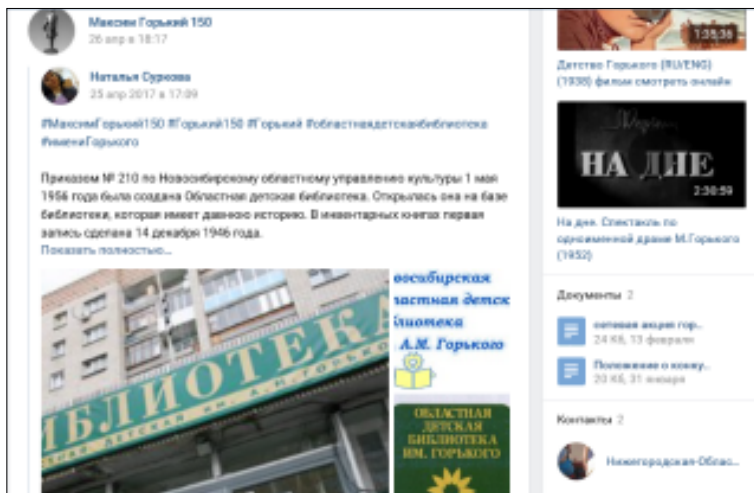 Максим Горький 150
26 апр в 18:17
Наталья Суркова
25 апр 2017 в 17:09
#МаксимГорький150 #Горький150 #Горький #областнаядетскаябиблиотека
#имениГорького
Приказом № 210 по Новосибирскому областному управлению культуры 1 мая
1956 года была создана Областная детская библиотека. Открылась она на базе
библиотеки, которая имеет давнюю историю. В инвентарных книгах первая
запись сделана 14 декабря 1946 года.
Показать полностью…
ИБЛИОТЕКА
ДЕТСКАЯ ИМ. А.М. ГОРЬКОГО
восибирская
ластная детск
блиотека
А.М. Горького
ОБЛАСТНАЯ
ДЕТСКАЯ
БИБЛИОТЕКА
ИМ. ГОРЬКОГО
1:35:36
Детство Горького (RU/ENG)
(1938) фильм смотреть онлайн
НА ДНЕ
2:30:59
На дне. Спектакль по
одноименной драме М.Горького
(1952)
Документы 2
сетевая акция гор..
24 Кб, 13 февраля
Положение о конку..
20 Кб, 31 января
Контакты 2
Нижегородская-Облас..